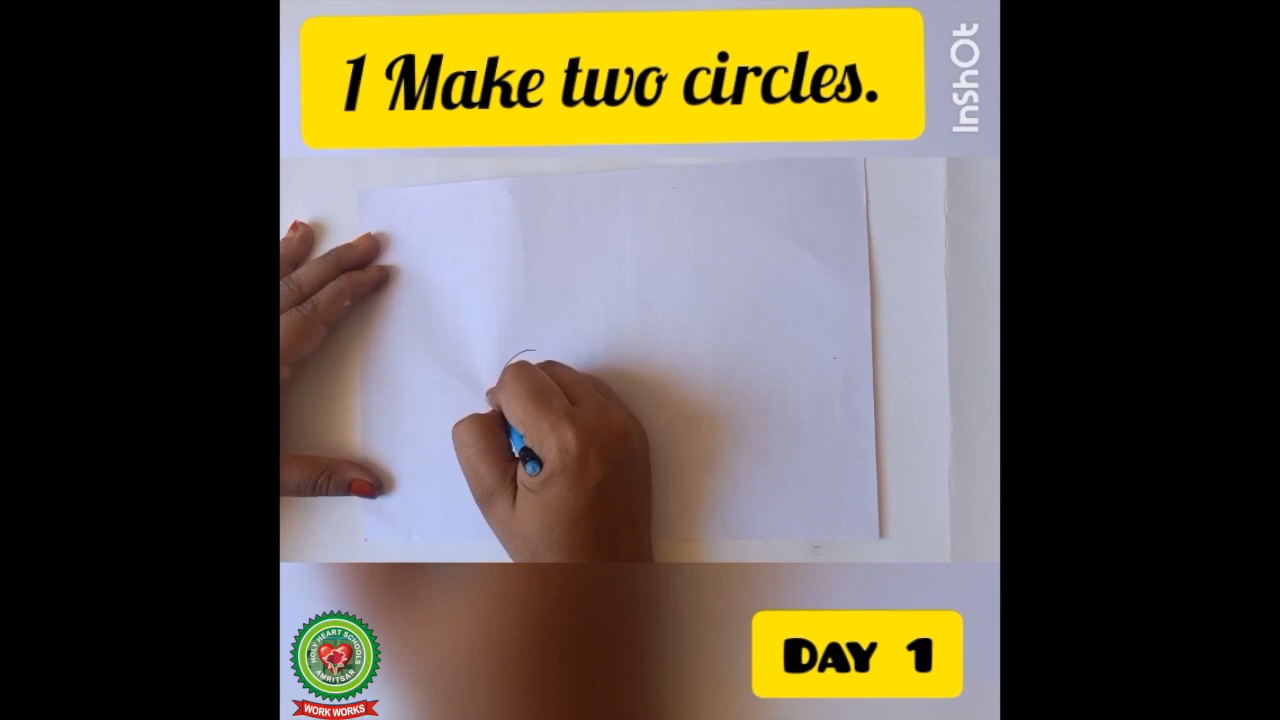 1 Make two circles.
InShOt
DAY 1
HOLY HEART SCHOOLS
AMRITSAR
WORK WORKS